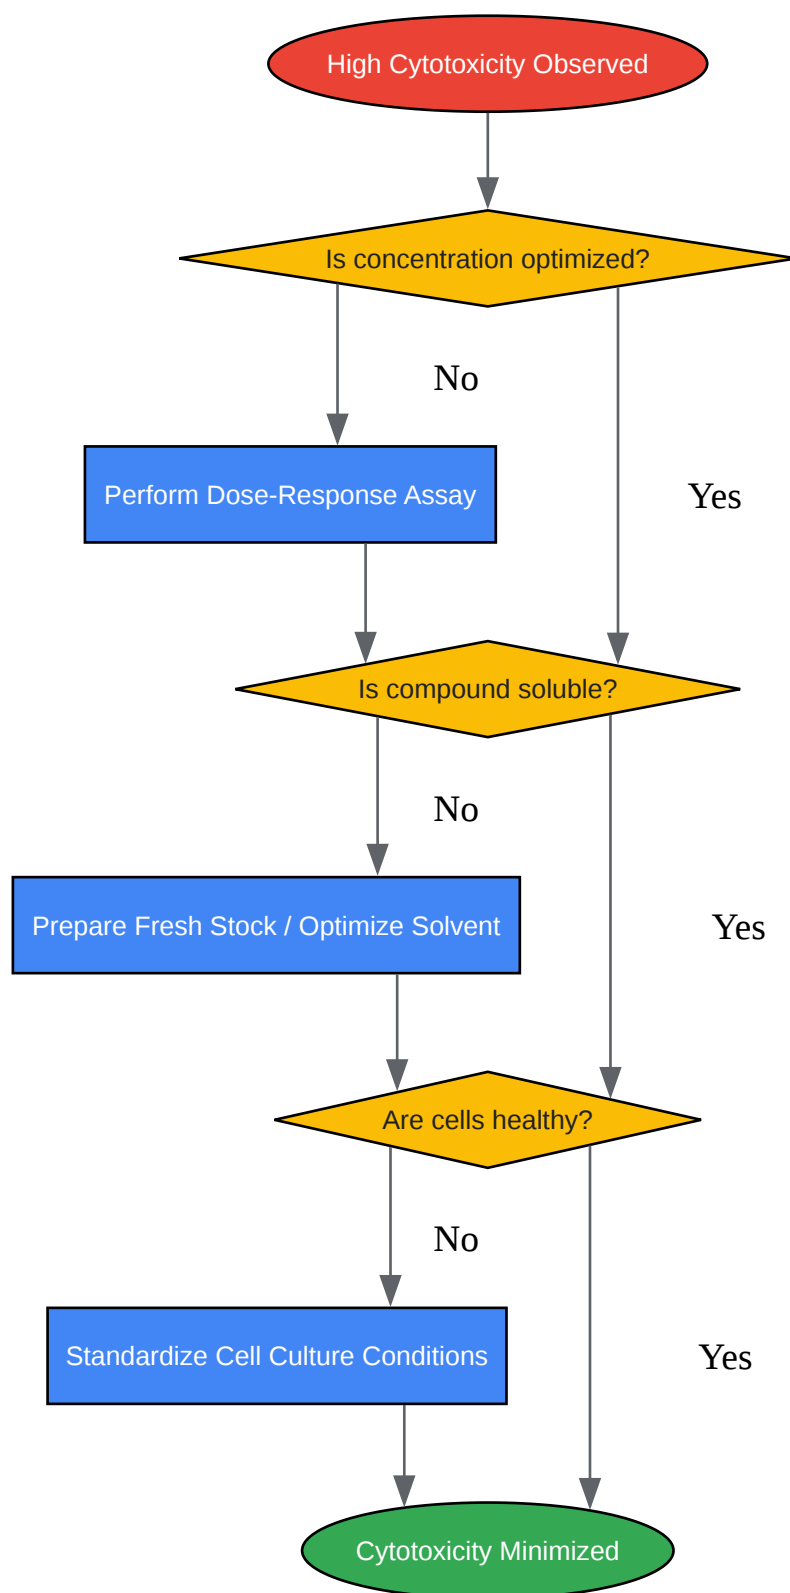 High Cytotoxicity Observed
Is concentration optimized?
No
Perform Dose-Response Assay
Yes
Is compound soluble?
No
Prepare Fresh Stock / Optimize Solvent
Yes
Are cells healthy?
No
Standardize Cell Culture Conditions
Yes
Cytotoxicity Minimized